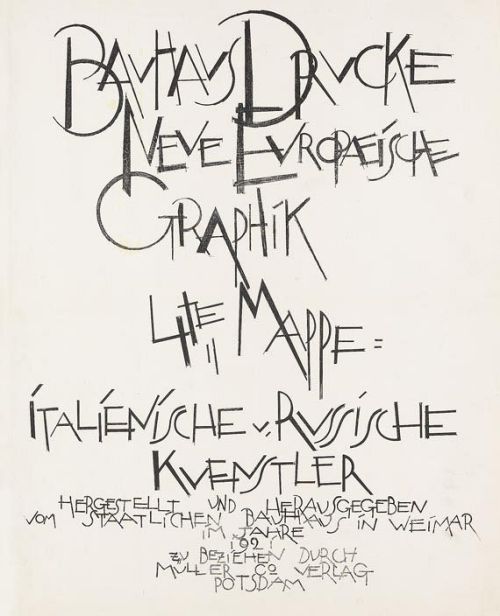 BAUHAUS DRUCKE
NEUE EUROPAEISCHE
GRAPHIK
4TE MAPPE =
ITALIENISCHE U. RUSSISCHE
KUENSTLER
HERGESTELLT UND HERAUSGEGEBEN
VOM STAATLICHEN BAUHAUS IN WEIMAR
IM JAHRE
1921
ZU BEZIEHEN DURCH
MÜLLER & CO VERLAG
POTSDAM